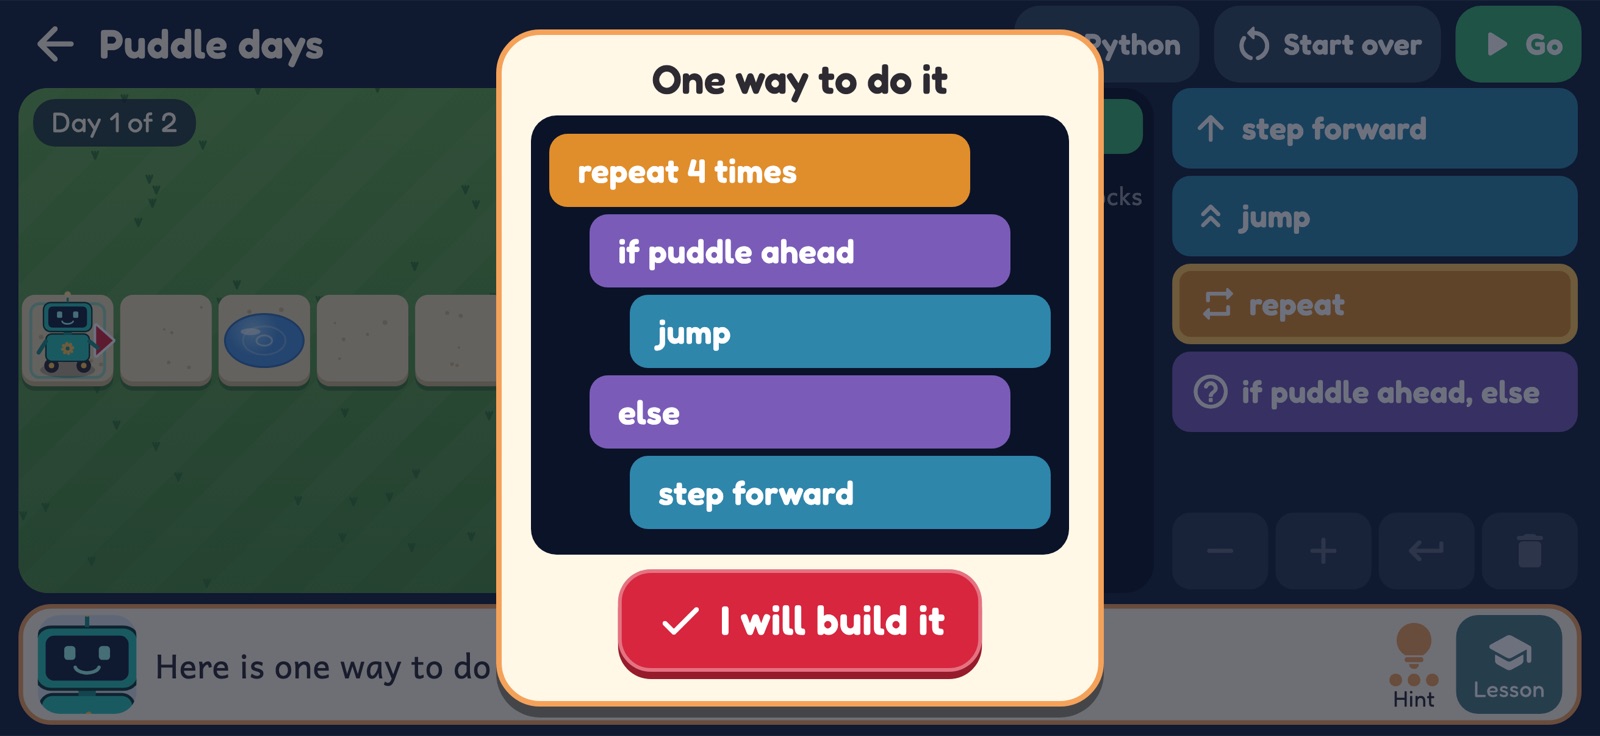 Puddle days
Python
Start over
Go
Day 1 of 2
One way to do it
repeat 4 times
if puddle ahead
jump
else
step forward
I will build it
step forward
jump
repeat
if puddle ahead, else
Here is one way to do
Hint
Lesson